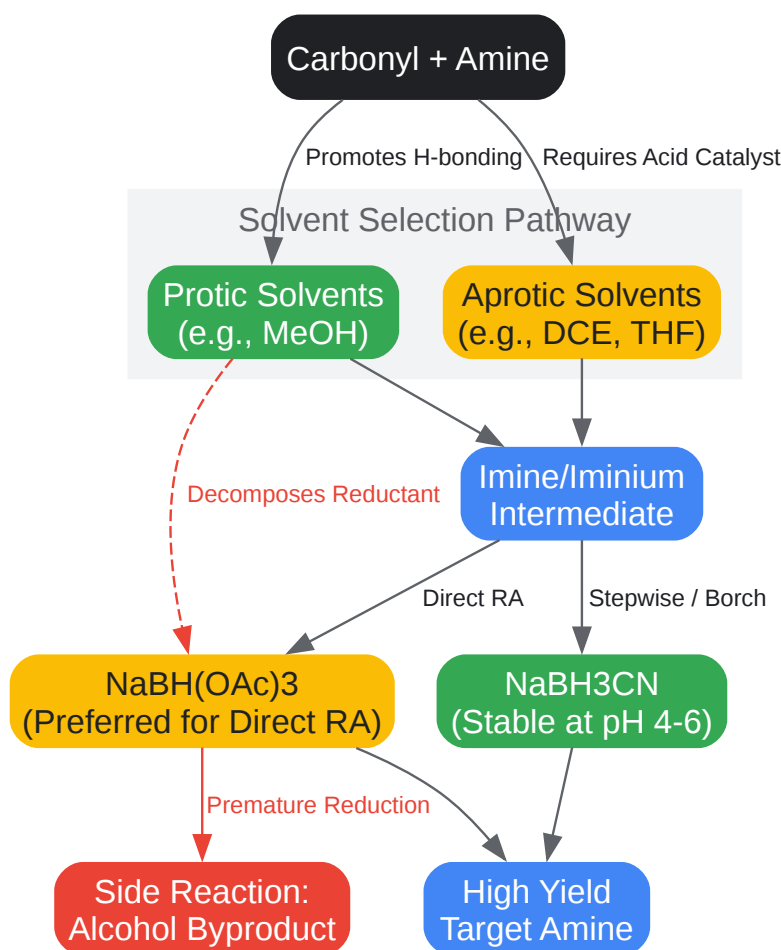 Carbonyl + Amine
Promotes H-bonding
Requires Acid Catalyst
Solvent Selection Pathway
Protic Solvents
(e.g., MeOH)
Aprotic Solvents
(e.g., DCE, THF)
Imine/Iminium
Intermediate
Decomposes Reductant
Direct RA
Stepwise / Borch
NaBH(OAc)3
(Preferred for Direct RA)
NaBH3CN
(Stable at pH 4-6)
Premature Reduction
Side Reaction:
Alcohol Byproduct
High Yield
Target Amine